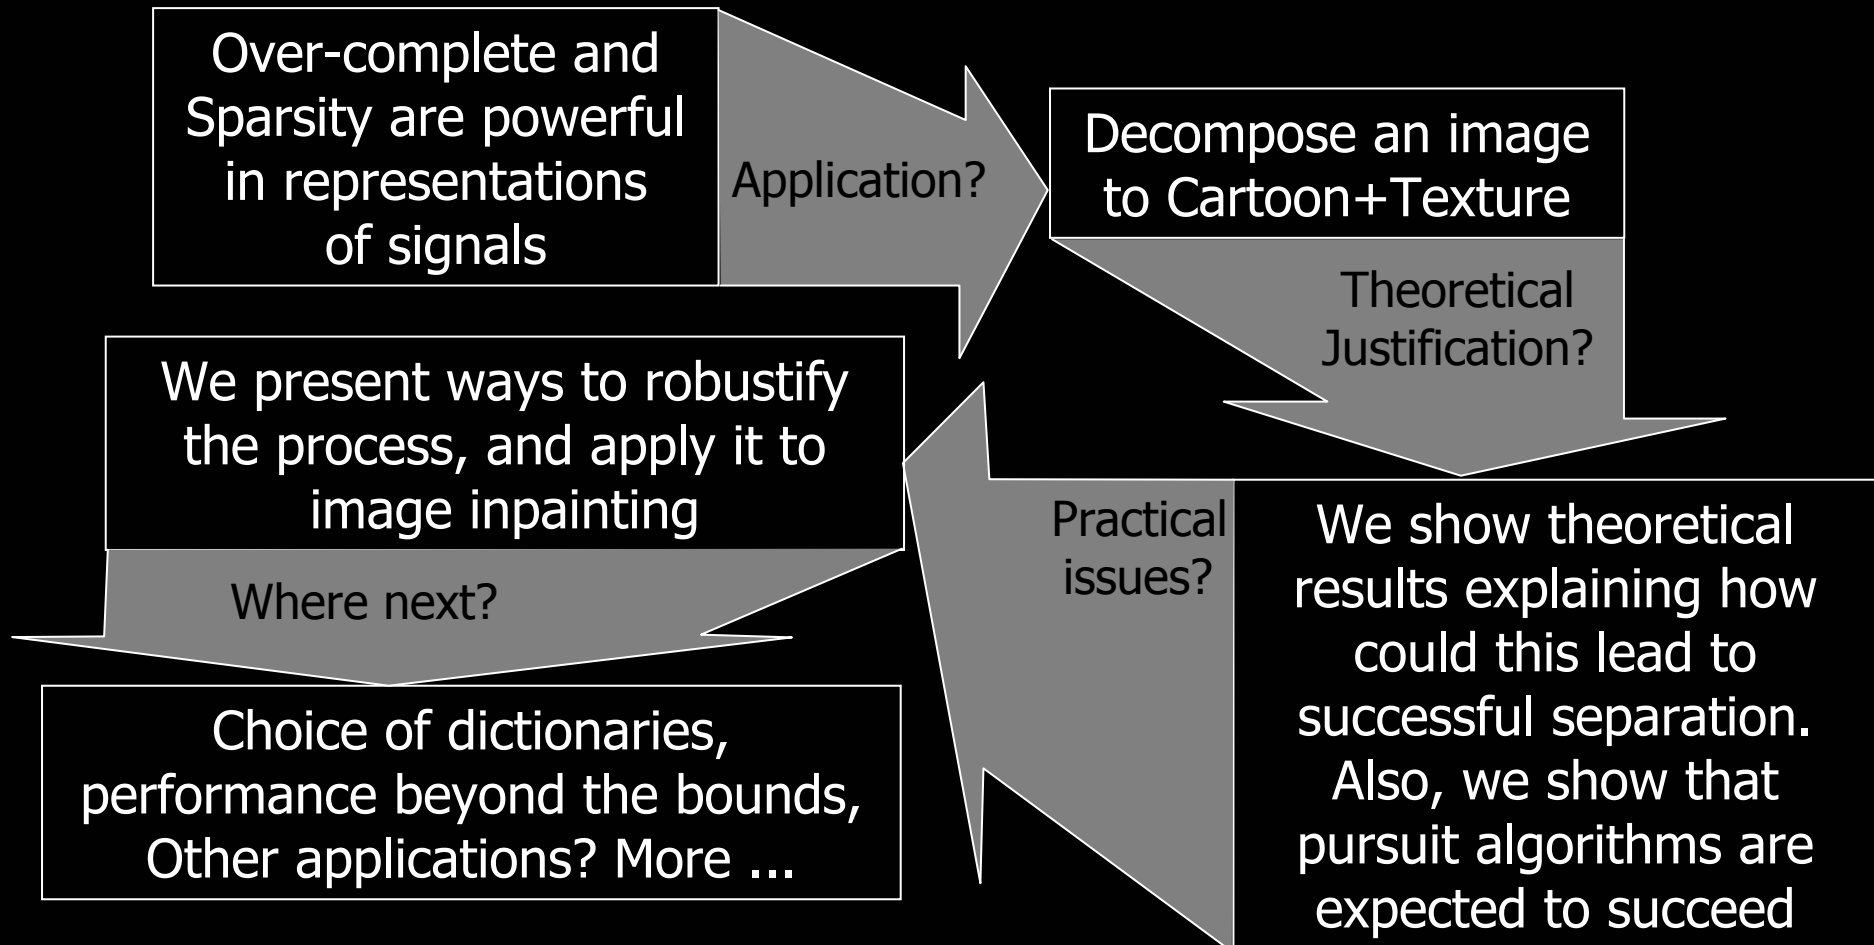 Over-complete and
Sparsity are powerful
in representations
of signals
Application?
Decompose an image
to Cartoon+Texture
Theoretical
Justification?
We show theoretical
results explaining how
could this lead to
successful separation.
Also, we show that
pursuit algorithms are
expected to succeed
Practical
issues?
We present ways to robustify
the process, and apply it to
image inpainting
Where next?
Choice of dictionaries,
performance beyond the bounds,
Other applications? More ...